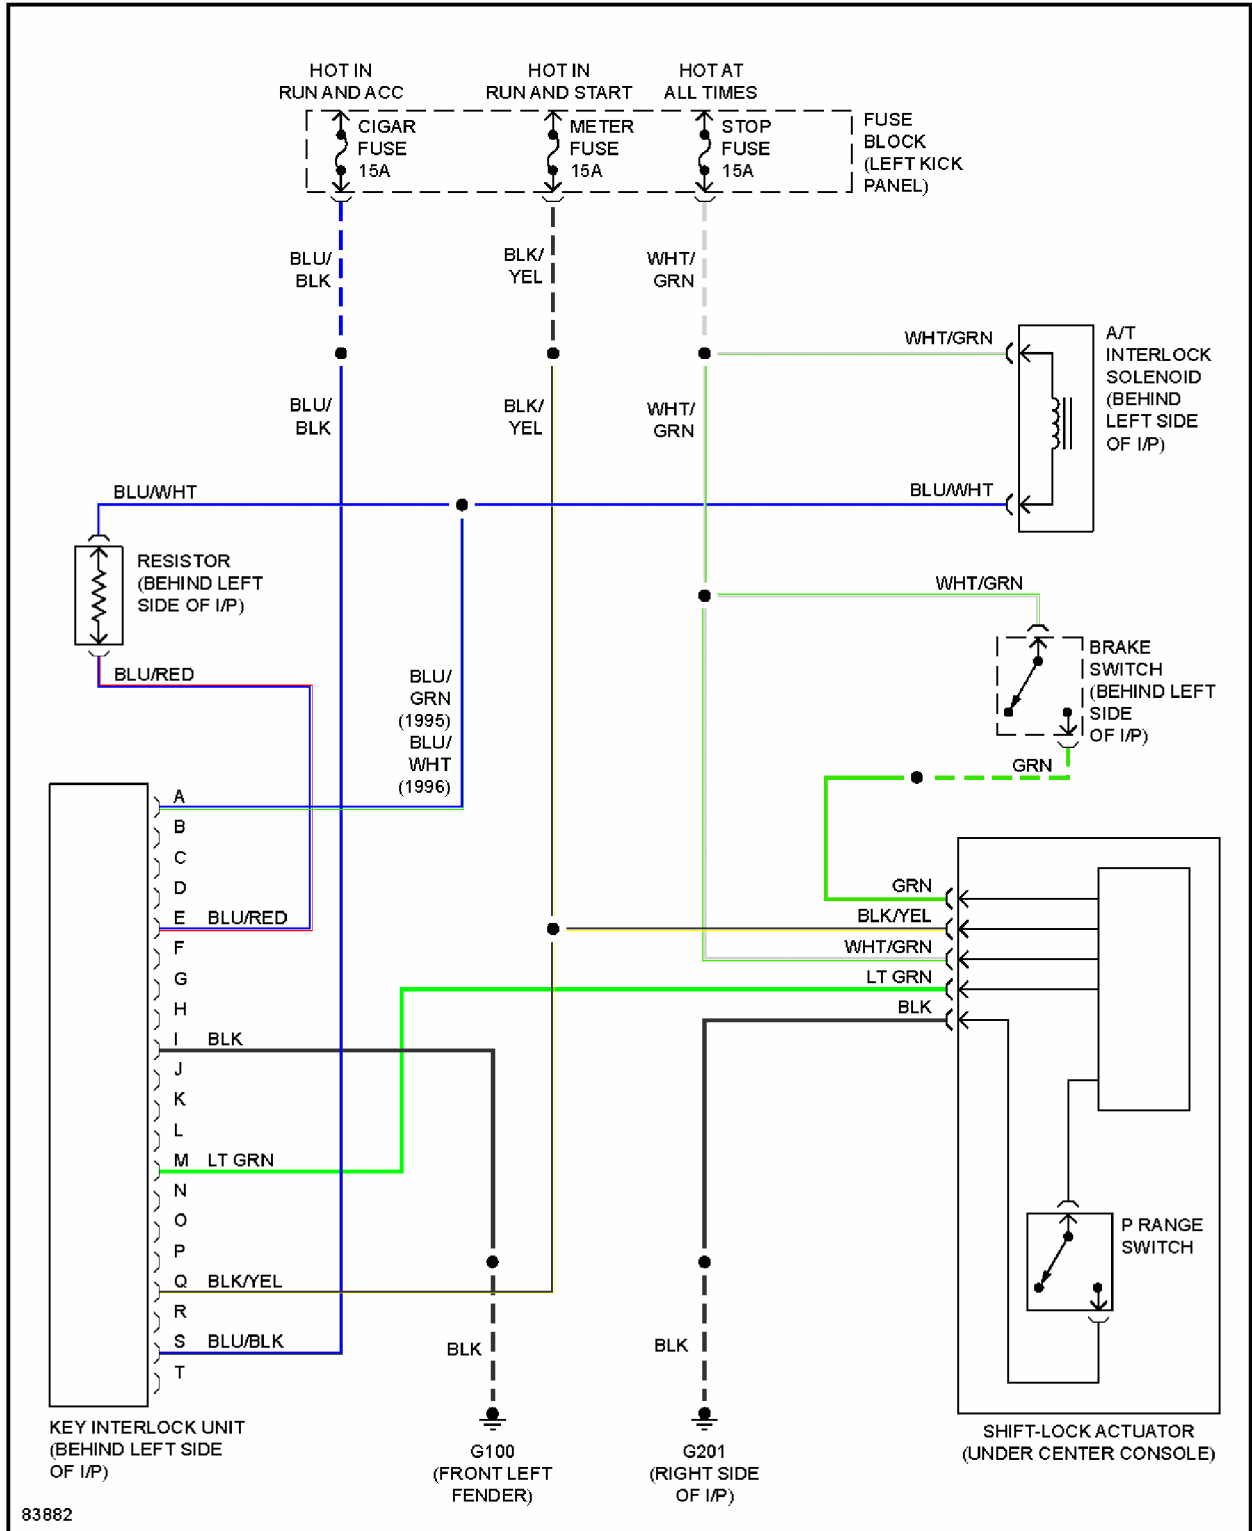 HOT IN
RUN AND ACC
HOT IN
RUN AND START
HOT AT
ALL TIMES
CIGAR
FUSE
15A
METER
FUSE
15A
STOP
FUSE
15A
FUSE
BLOCK
(LEFT KICK
PANEL)
BLU/
BLK
BLK/
YEL
WHT/
GRN
WHT/GRN
A/T
INTERLOCK
SOLENOID
(BEHIND
LEFT SIDE
OF I/P)
BLU/
BLK
BLK/
YEL
WHT/
GRN
BLU/WHT
BLU/WHT
RESISTOR
(BEHIND LEFT
SIDE OF I/P)
WHT/GRN
BRAKE
SWITCH
(BEHIND LEFT
SIDE
OF I/P)
BLU/RED
BLU/
GRN
(1995)
BLU/
WHT
(1996)
GRN
A
B
C
D
E BLU/RED
F
G
H
I BLK
J
K
L
M LT GRN
N
O
P
Q BLK/YEL
R
S BLU/BLK
T
GRN
BLK/YEL
WHT/GRN
LT GRN
BLK
P RANGE
SWITCH
BLK
BLK
KEY INTERLOCK UNIT
(BEHIND LEFT SIDE
OF I/P)
G100
(FRONT LEFT
FENDER)
G201
(RIGHT SIDE
OF I/P)
SHIFT-LOCK ACTUATOR
(UNDER CENTER CONSOLE)
83882